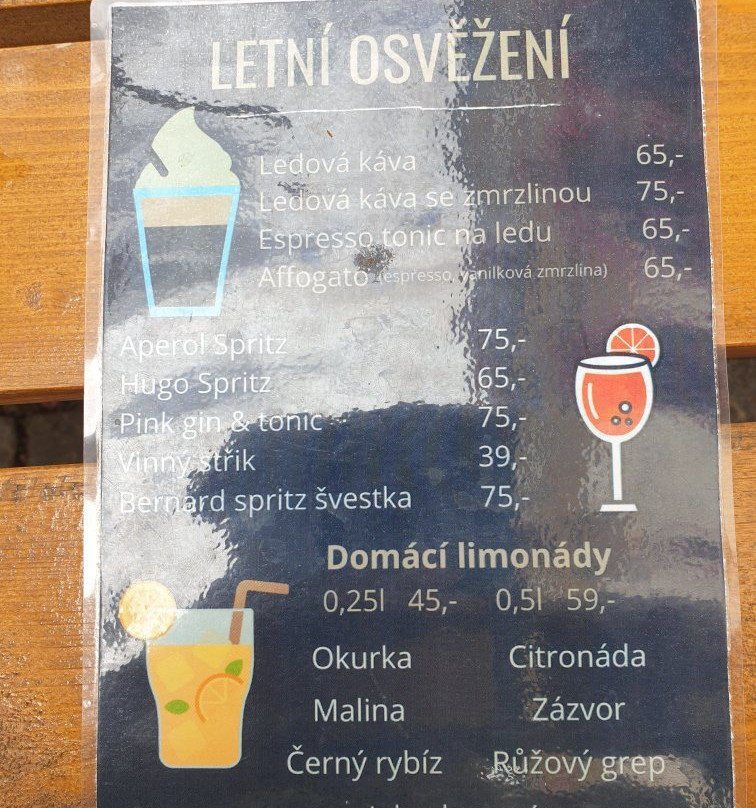 LETNÍ OSVĚŽENÍ
Ledová káva 65,-
Ledová káva se zmrzlinou 75,-
Espresso tonic na ledu 65,-
Affogato (espresso, vanilková zmrzlina) 65,-
Aperol Spritz 75,-
Hugo Spritz 65,-
Pink gin & tonic 75,-
Vinný střik 39,-
Bernard spritz švestka 75,-
Domácí limonády
0,25l 45,- 0,5l 59,-
Okurka Citronáda
Malina Zázvor
Černý rybíz Růžový grep